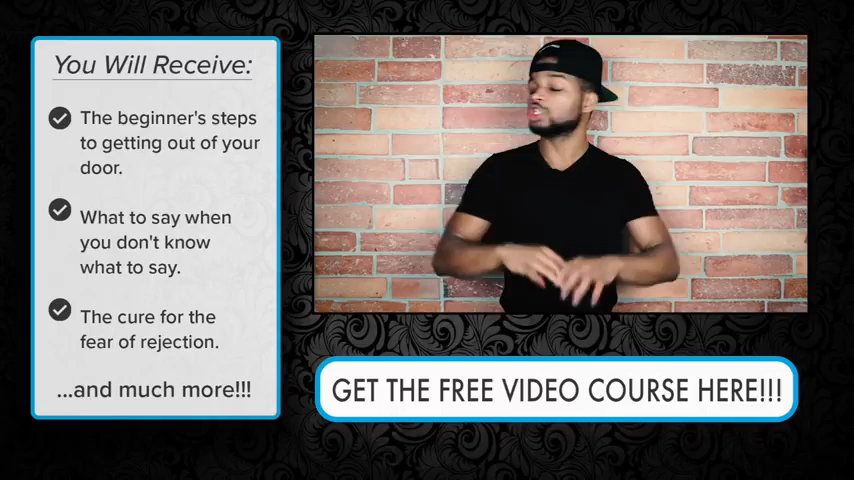 You Will Receive:
The beginner's steps
to getting out of your
door.
What to say when
you don't know
what to say.
The cure for the
fear of rejection.
...and much more!!!
GET THE FREE VIDEO COURSE HERE!!!